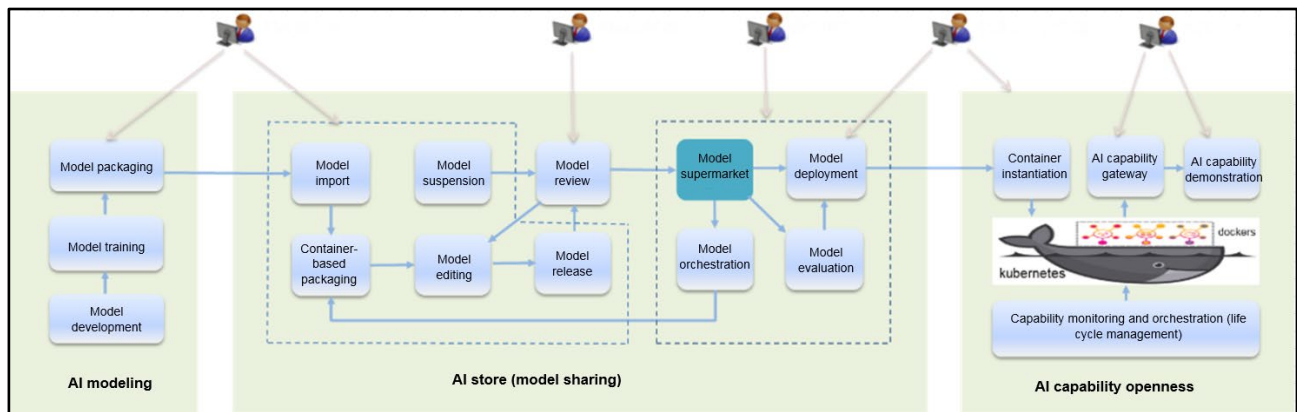 Model packaging
Model training
Model
development
AI modeling
Model
import
Model
suspension
Model
review
Container-
based
packaging
Model
editing
Model
release
Model
supermarket
Model
deployment
Model
orchestration
Model
evaluation
AI store (model sharing)
Container
instantiation
AI capability
gateway
AI capability
demonstration
dockers
kubernetes
Capability monitoring and orchestration (life
cycle management)
AI capability openness